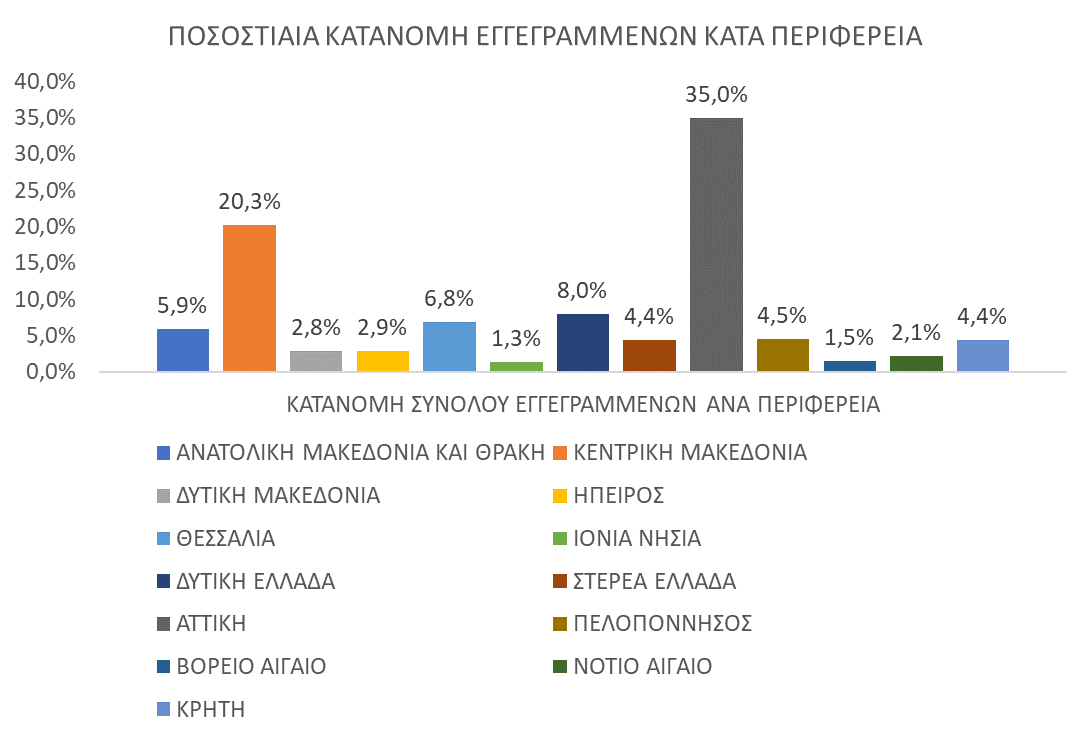 ΠΟΣΟΣΤΙΑΙΑ ΚΑΤΑΝΟΜΗ ΕΓΓΕΓΡΑΜΜΕΝΩΝ ΚΑΤΑ ΠΕΡΙΦΕΡΕΙΑ
40,0%
35,0%
30,0%
25,0%
20,0%
15,0%
10,0%
5,0%
0,0%
5,9%
20,3%
2,8%
2,9%
6,8%
1,3%
8,0%
4,4%
35,0%
4,5%
1,5%
2,1%
4,4%
ΚΑΤΑΝΟΜΗ ΣΥΝΟΛΟΥ ΕΓΓΕΓΡΑΜΜΕΝΩΝ ΑΝΑ ΠΕΡΙΦΕΡΕΙΑ
ΑΝΑΤΟΛΙΚΗ ΜΑΚΕΔΟΝΙΑ ΚΑΙ ΘΡΑΚΗ
ΚΕΝΤΡΙΚΗ ΜΑΚΕΔΟΝΙΑ
ΔΥΤΙΚΗ ΜΑΚΕΔΟΝΙΑ
ΗΠΕΙΡΟΣ
ΘΕΣΣΑΛΙΑ
ΙΟΝΙΑ ΝΗΣΙΑ
ΔΥΤΙΚΗ ΕΛΛΑΔΑ
ΣΤΕΡΕΑ ΕΛΛΑΔΑ
ΑΤΤΙΚΗ
ΠΕΛΟΠΟΝΝΗΣΟΣ
ΒΟΡΕΙΟ ΑΙΓΑΙΟ
ΝΟΤΙΟ ΑΙΓΑΙΟ
ΚΡΗΤΗ